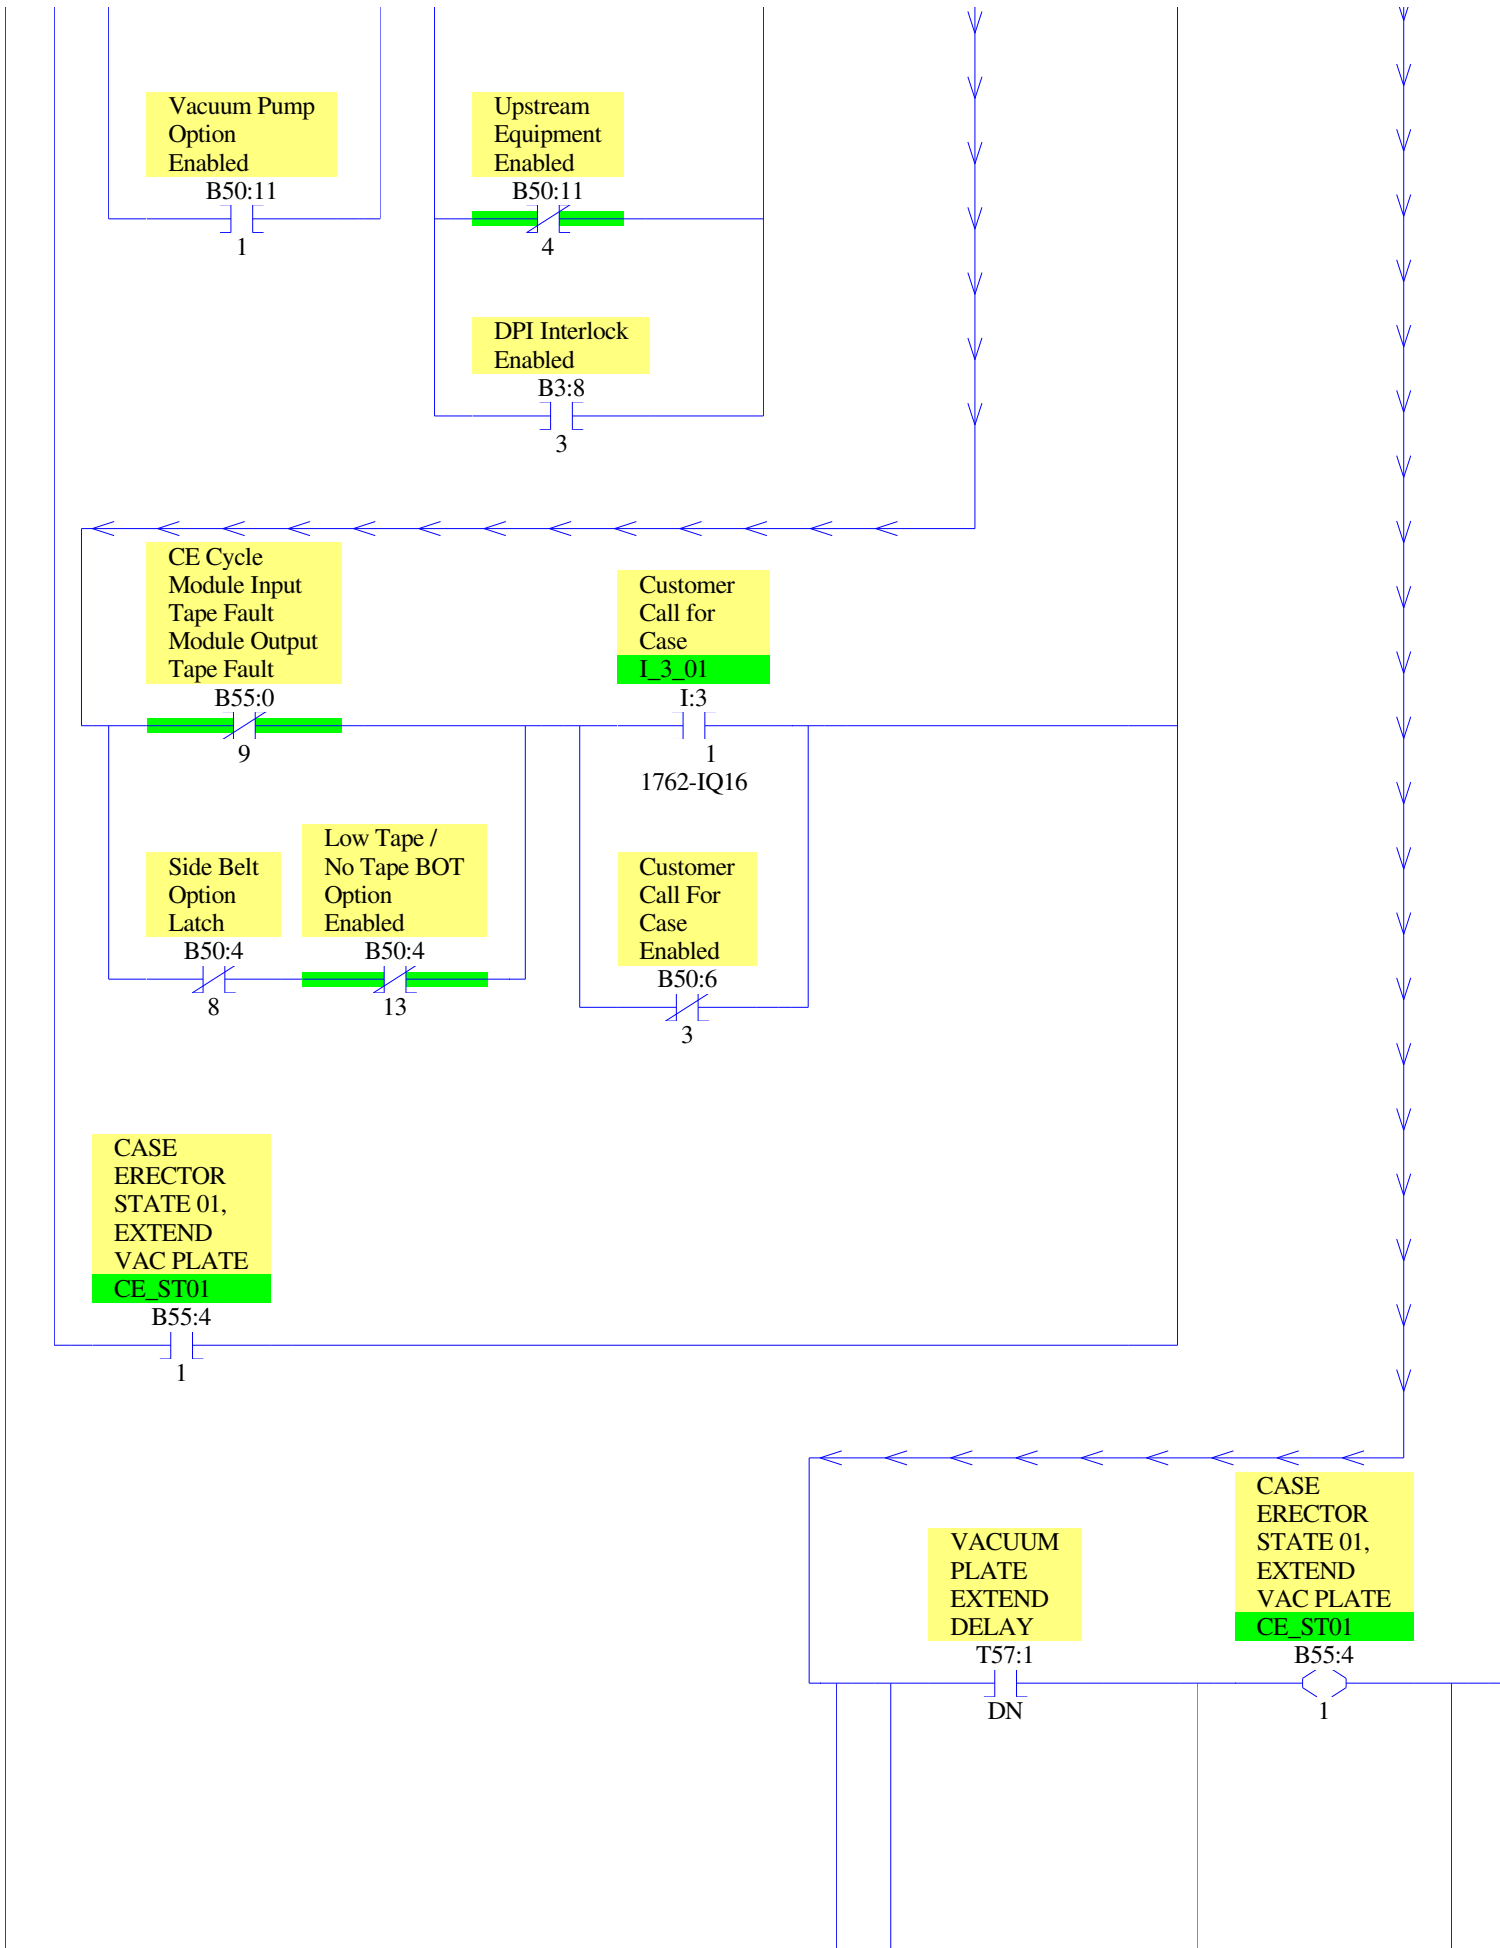 Vacuum Pump
Option
Enabled
B50:11
1
Upstream
Equipment
Enabled
B50:11
4
DPI Interlock
Enabled
B3:8
3
CE Cycle
Module Input
Tape Fault
Module Output
Tape Fault
B55:0
9
Customer
Call for
Case
I_3_01
I:3
1
1762-IQ16
Side Belt
Option
Latch
B50:4
8
Low Tape /
No Tape BOT
Option
Enabled
B50:4
13
Customer
Call For
Case
Enabled
B50:6
3
CASE
ERECTOR
STATE 01,
EXTEND
VAC PLATE
CE_ST01
B55:4
1
VACUUM
PLATE
EXTEND
DELAY
T57:1
DN
CASE
ERECTOR
STATE 01,
EXTEND
VAC PLATE
CE_ST01
B55:4
1